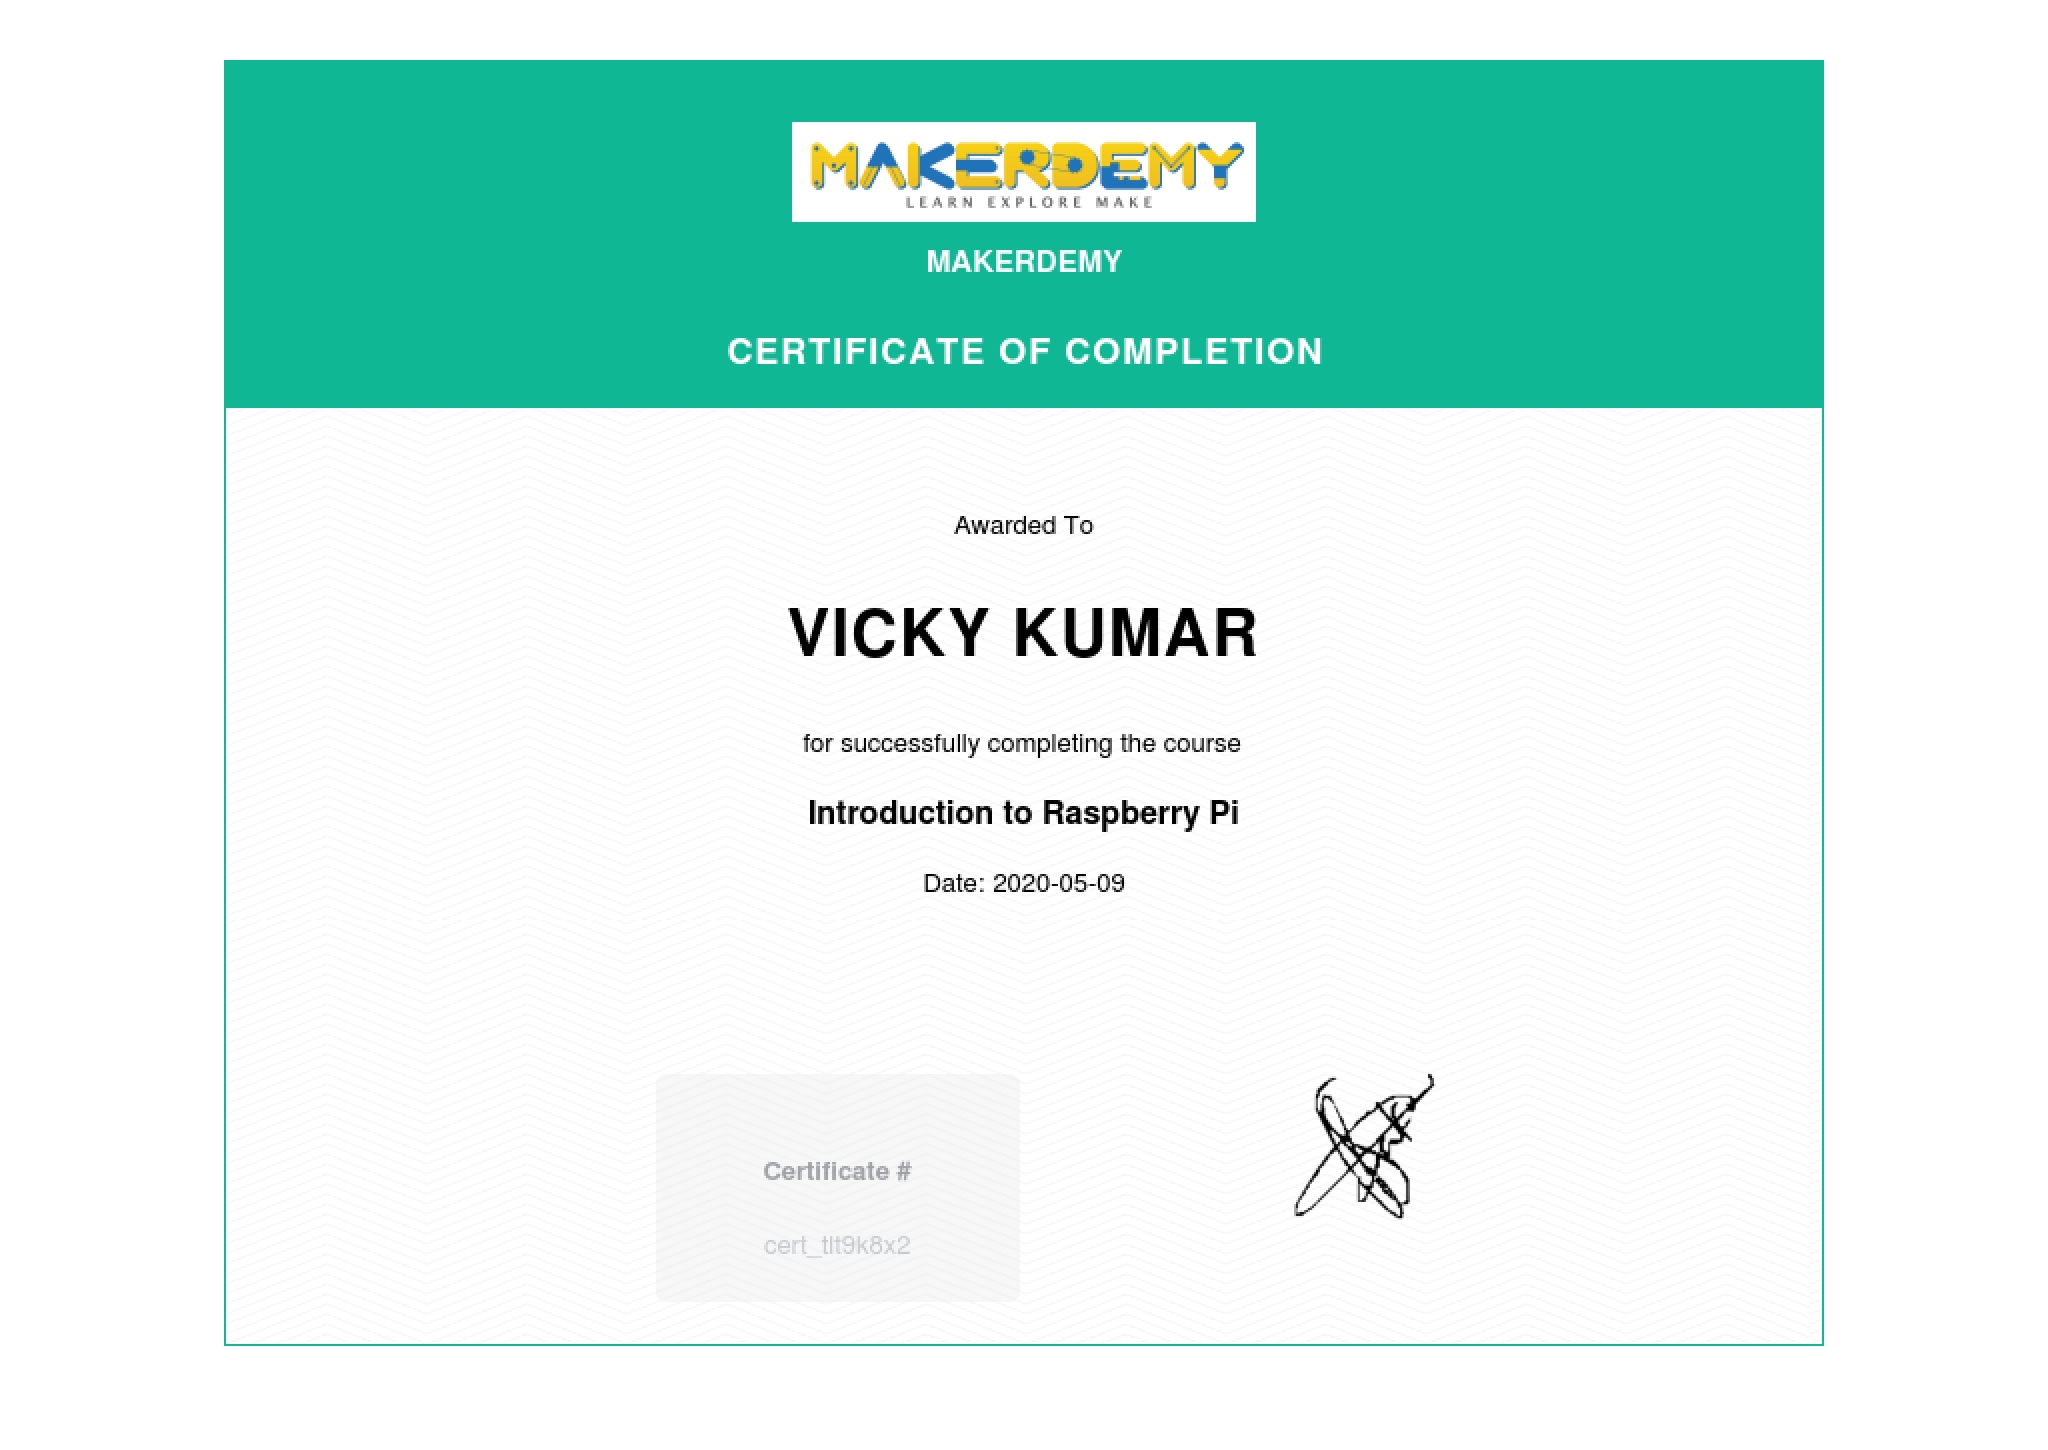 MAKERDEMY
LEARN EXPLORE MAKE
MAKERDEMY
CERTIFICATE OF COMPLETION
Awarded To
VICKY KUMAR
for successfully completing the course
Introduction to Raspberry Pi
Date: 2020-05-09
Certificate #
cert_tlt9k8x2